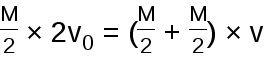 M/2 × 2v₀ = (M/2 + M/2) × v